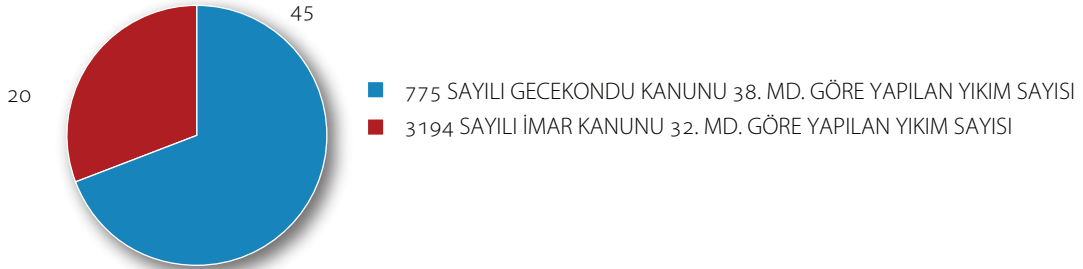 45
20
775 SAYILI GECEKONDU KANUNU 38. MD. GÖRE YAPILAN YIKIM SAYISI
3194 SAYILI İMAR KANUNU 32. MD. GÖRE YAPILAN YIKIM SAYISI